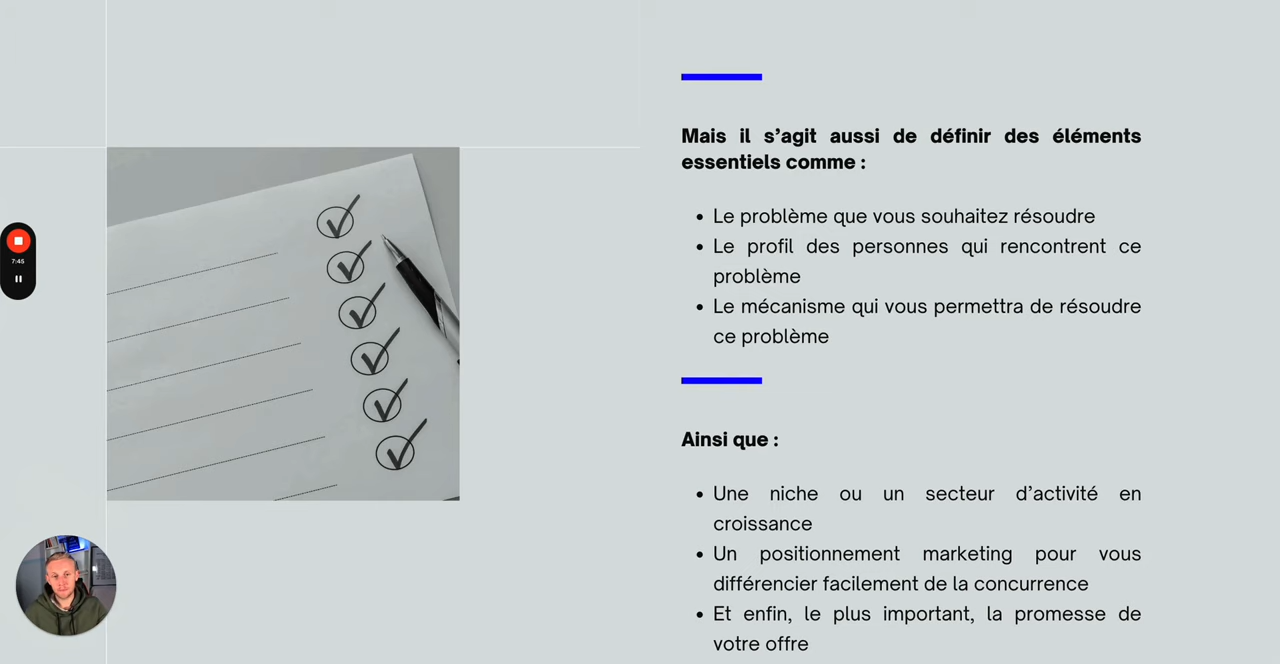 Mais il s’agit aussi de définir des éléments
essentiels comme :
• Le problème que vous souhaitez résoudre
• Le profil des personnes qui rencontrent ce
problème
• Le mécanisme qui vous permettra de résoudre
ce problème
7:45
Ainsi que :
• Une niche ou un secteur d’activité en
croissance
• Un positionnement marketing pour vous
différencier facilement de la concurrence
• Et enfin, le plus important, la promesse de
votre offre